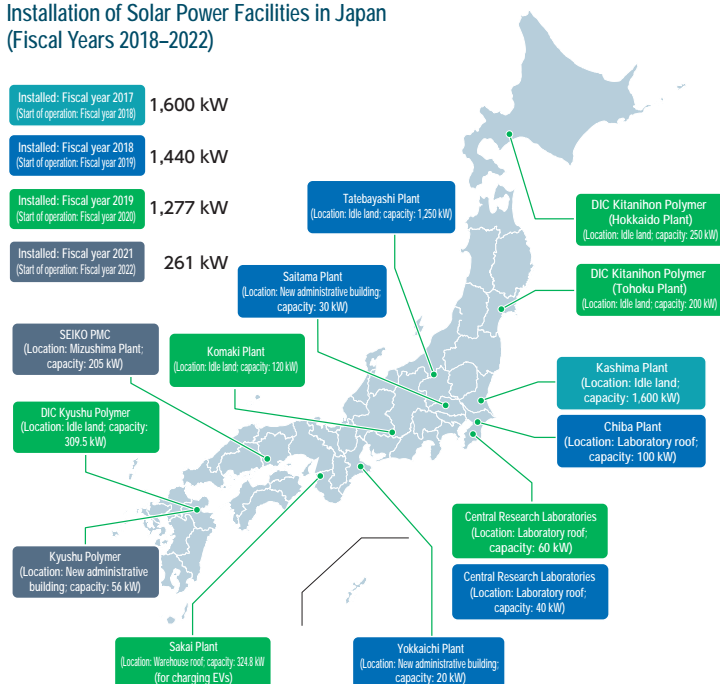 Installation of Solar Power Facilities in Japan
(Fiscal Years 2018–2022)
Installed: Fiscal year 2017
(Start of operation: Fiscal year 2018)
1,600 kW
Installed: Fiscal year 2018
(Start of operation: Fiscal year 2019)
1,440 kW
Installed: Fiscal year 2019
(Start of operation: Fiscal year 2020)
1,277 kW
Installed: Fiscal year 2021
(Start of operation: Fiscal year 2022)
261 kW
Tatebayashi Plant
(Location: Idle land; capacity: 1,250 kW)
DIC Kitanihon Polymer
(Hokkaido Plant)
(Location: Idle land; capacity: 250 kW)
Saitama Plant
(Location: New administrative building;
capacity: 30 kW)
DIC Kitanihon Polymer
(Tohoku Plant)
(Location: Idle land; capacity: 200 kW)
SEIKO PMC
(Location: Mizushima Plant;
capacity: 205 kW)
Komaki Plant
(Location: Idle land; capacity: 120 kW)
Kashima Plant
(Location: Idle land;
capacity: 1,600 kW)
DIC Kyushu Polymer
(Location: Idle land; capacity:
309.5 kW)
Chiba Plant
(Location: Laboratory roof;
capacity: 100 kW)
Central Research Laboratories
(Location: Laboratory roof;
capacity: 60 kW)
Kyushu Polymer
(Location: New administrative
building; capacity: 56 kW)
Central Research Laboratories
(Location: Laboratory roof;
capacity: 40 kW)
Sakai Plant
(Location: Warehouse roof; capacity: 324.8 kW
(for charging EVs)
Yokkaichi Plant
(Location: New administrative building;
capacity: 20 kW)